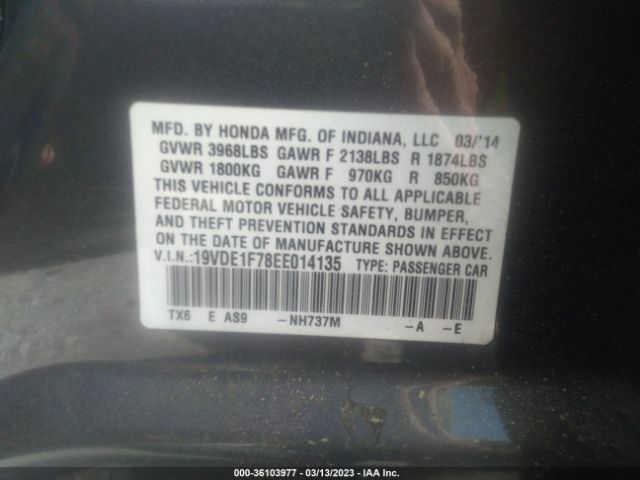 MFD. BY HONDA MFG. OF INDIANA, LLC 03/'14
GVWR 3968LBS GAWR F 2138LBS R 1874LBS
GVWR 1800KG GAWR F 970KG R 850KG
THIS VEHICLE CONFORMS TO ALL APPLICABLE
FEDERAL MOTOR VEHICLE SAFETY, BUMPER,
AND THEFT PREVENTION STANDARDS IN EFFECT
ON THE DATE OF MANUFACTURE SHOWN ABOVE.
V.I.N.:19VDE1F78EE014135 TYPE: PASSENGER CAR
TX6 E AS9 -NH737M -A -E
000-36103977 - 03/13/2023 - IAA Inc.